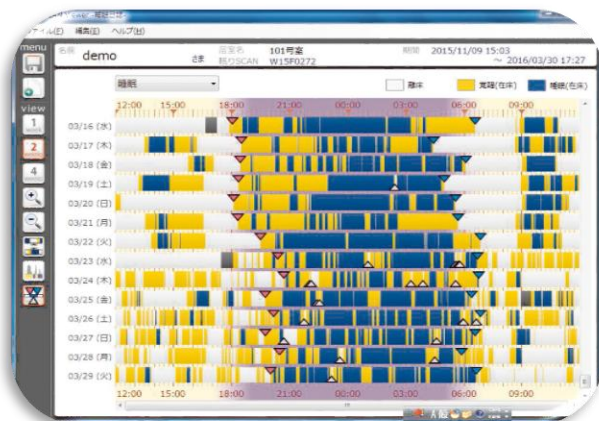 ファイル(F) 編集(E) ヘルプ(H)
menu
名前 demo さま 居室名 101号室 期間 2015/11/09 15:03
眠りSCAN W15F0272 ～ 2016/03/30 17:27
睡眠 離床 覚醒(在床) 睡眠(在床)
view
12:00 15:00 18:00 21:00 00:00 03:00 06:00 09:00
1
2
4
03/16 (水)
03/17 (木)
03/18 (金)
03/19 (土)
03/20 (日)
03/21 (月)
03/22 (火)
03/23 (水)
03/24 (木)
03/25 (金)
03/26 (土)
03/27 (日)
03/28 (月)
03/29 (火)
12:00 15:00 18:00 21:00 00:00 03:00 06:00 09:00
A 般